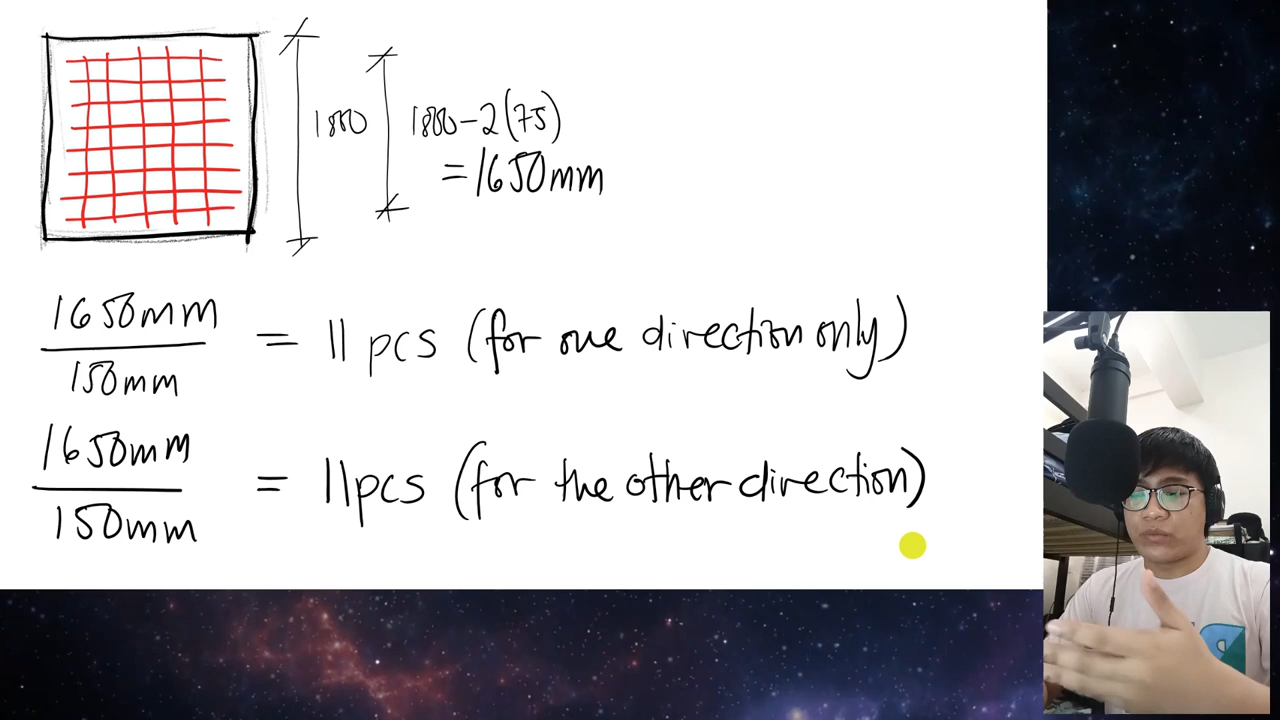 1800
1800-2(75)
=1650mm
1650mm
150mm
= 11 pcs (for one direction only)
1650mm
150mm
= 11pcs (for the other direction)